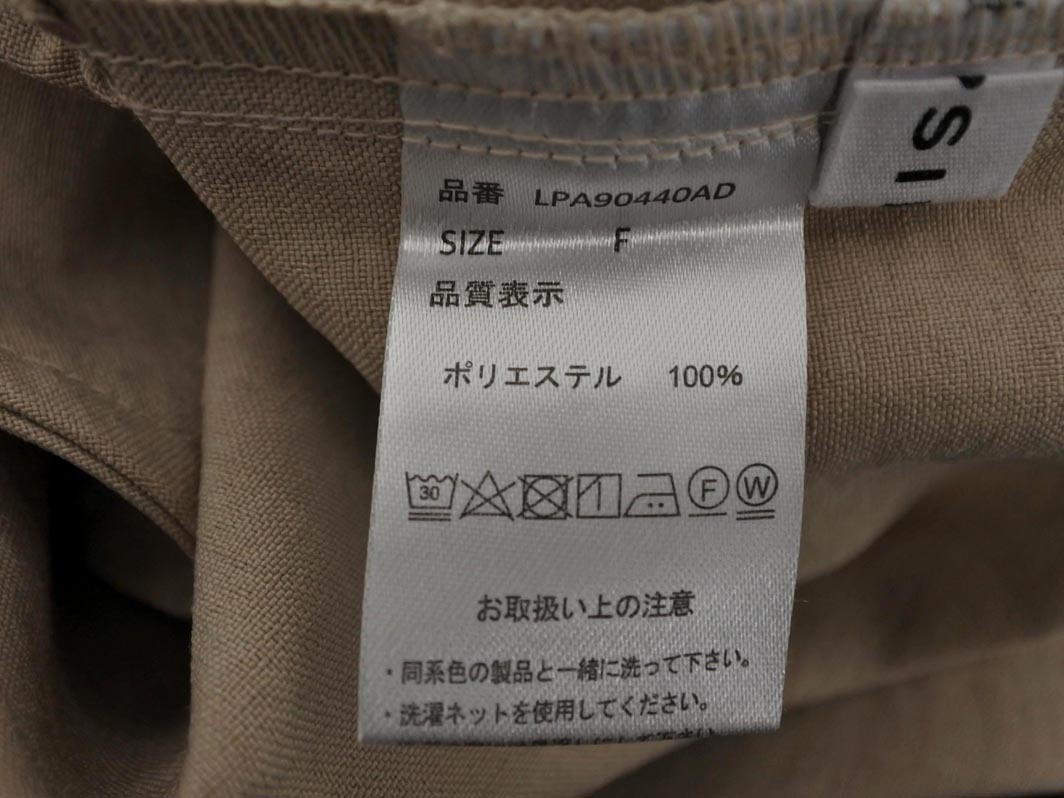 品番 LPA90440AD
SIZE F
品質表示
ポリエステル 100%
30 F W
お取扱い上の注意
・同系色の製品と一緒に洗って下さい。
・洗濯ネットを使用してください。
IS